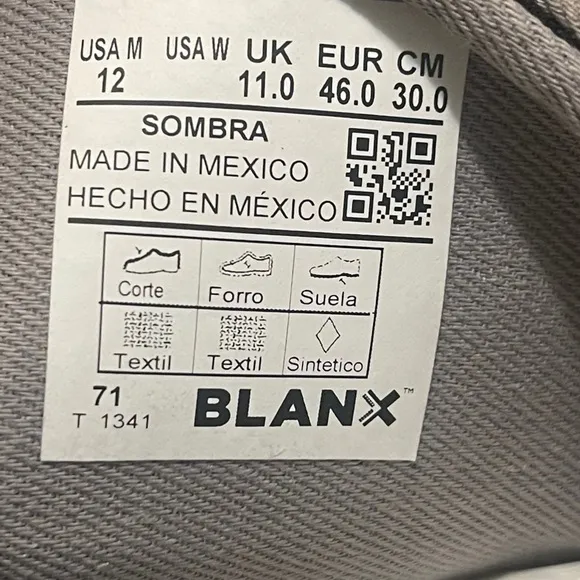 USA M USA W UK EUR CM
12 11.0 46.0 30.0
SOMBRA
MADE IN MEXICO
HECHO EN MÉXICO
Corte Forro Suela
Textil Textil Sintetico
71
T 1341
BLANX™